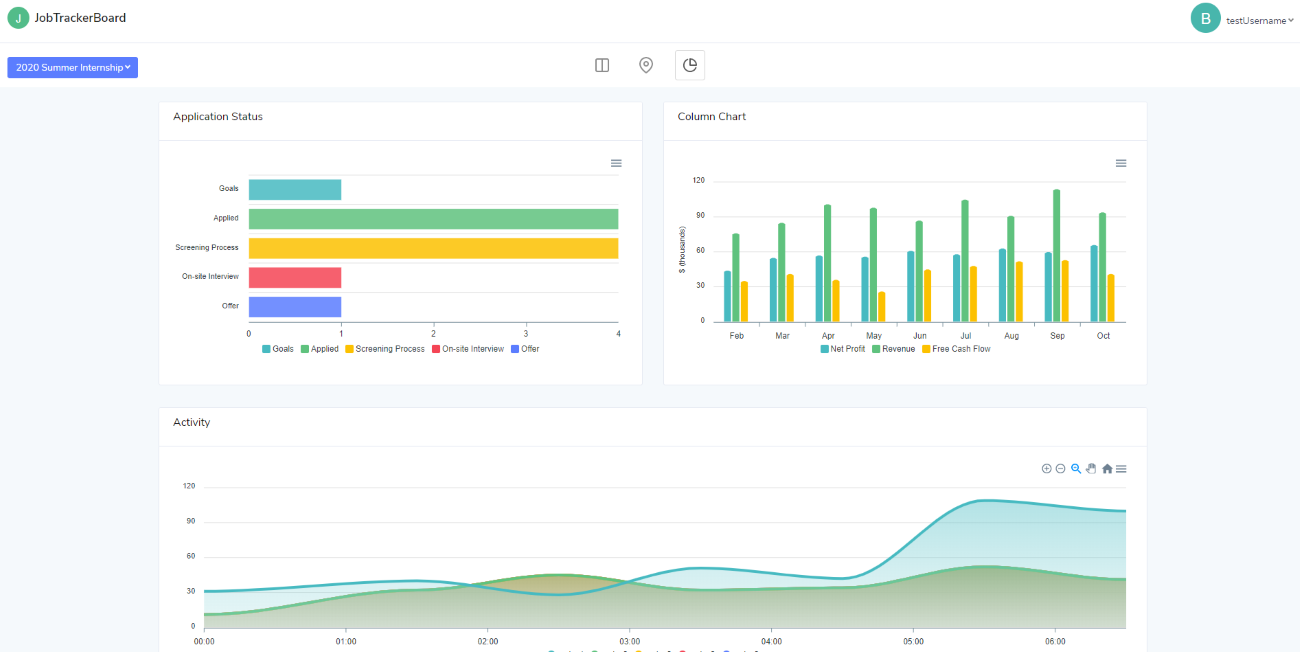 J JobTrackerBoard
B testUsername
2020 Summer Internship
Application Status
Goals
Applied
Screening Process
On-site Interview
Offer
0 1 2 3 4
Goals Applied Screening Process On-site Interview Offer
Column Chart
120
90
60
30
0
$ (thousands)
Feb Mar Apr May Jun Jul Aug Sep Oct
Net Profit Revenue Free Cash Flow
Activity
120
90
60
30
0
00:00 01:00 02:00 03:00 04:00 05:00 06:00